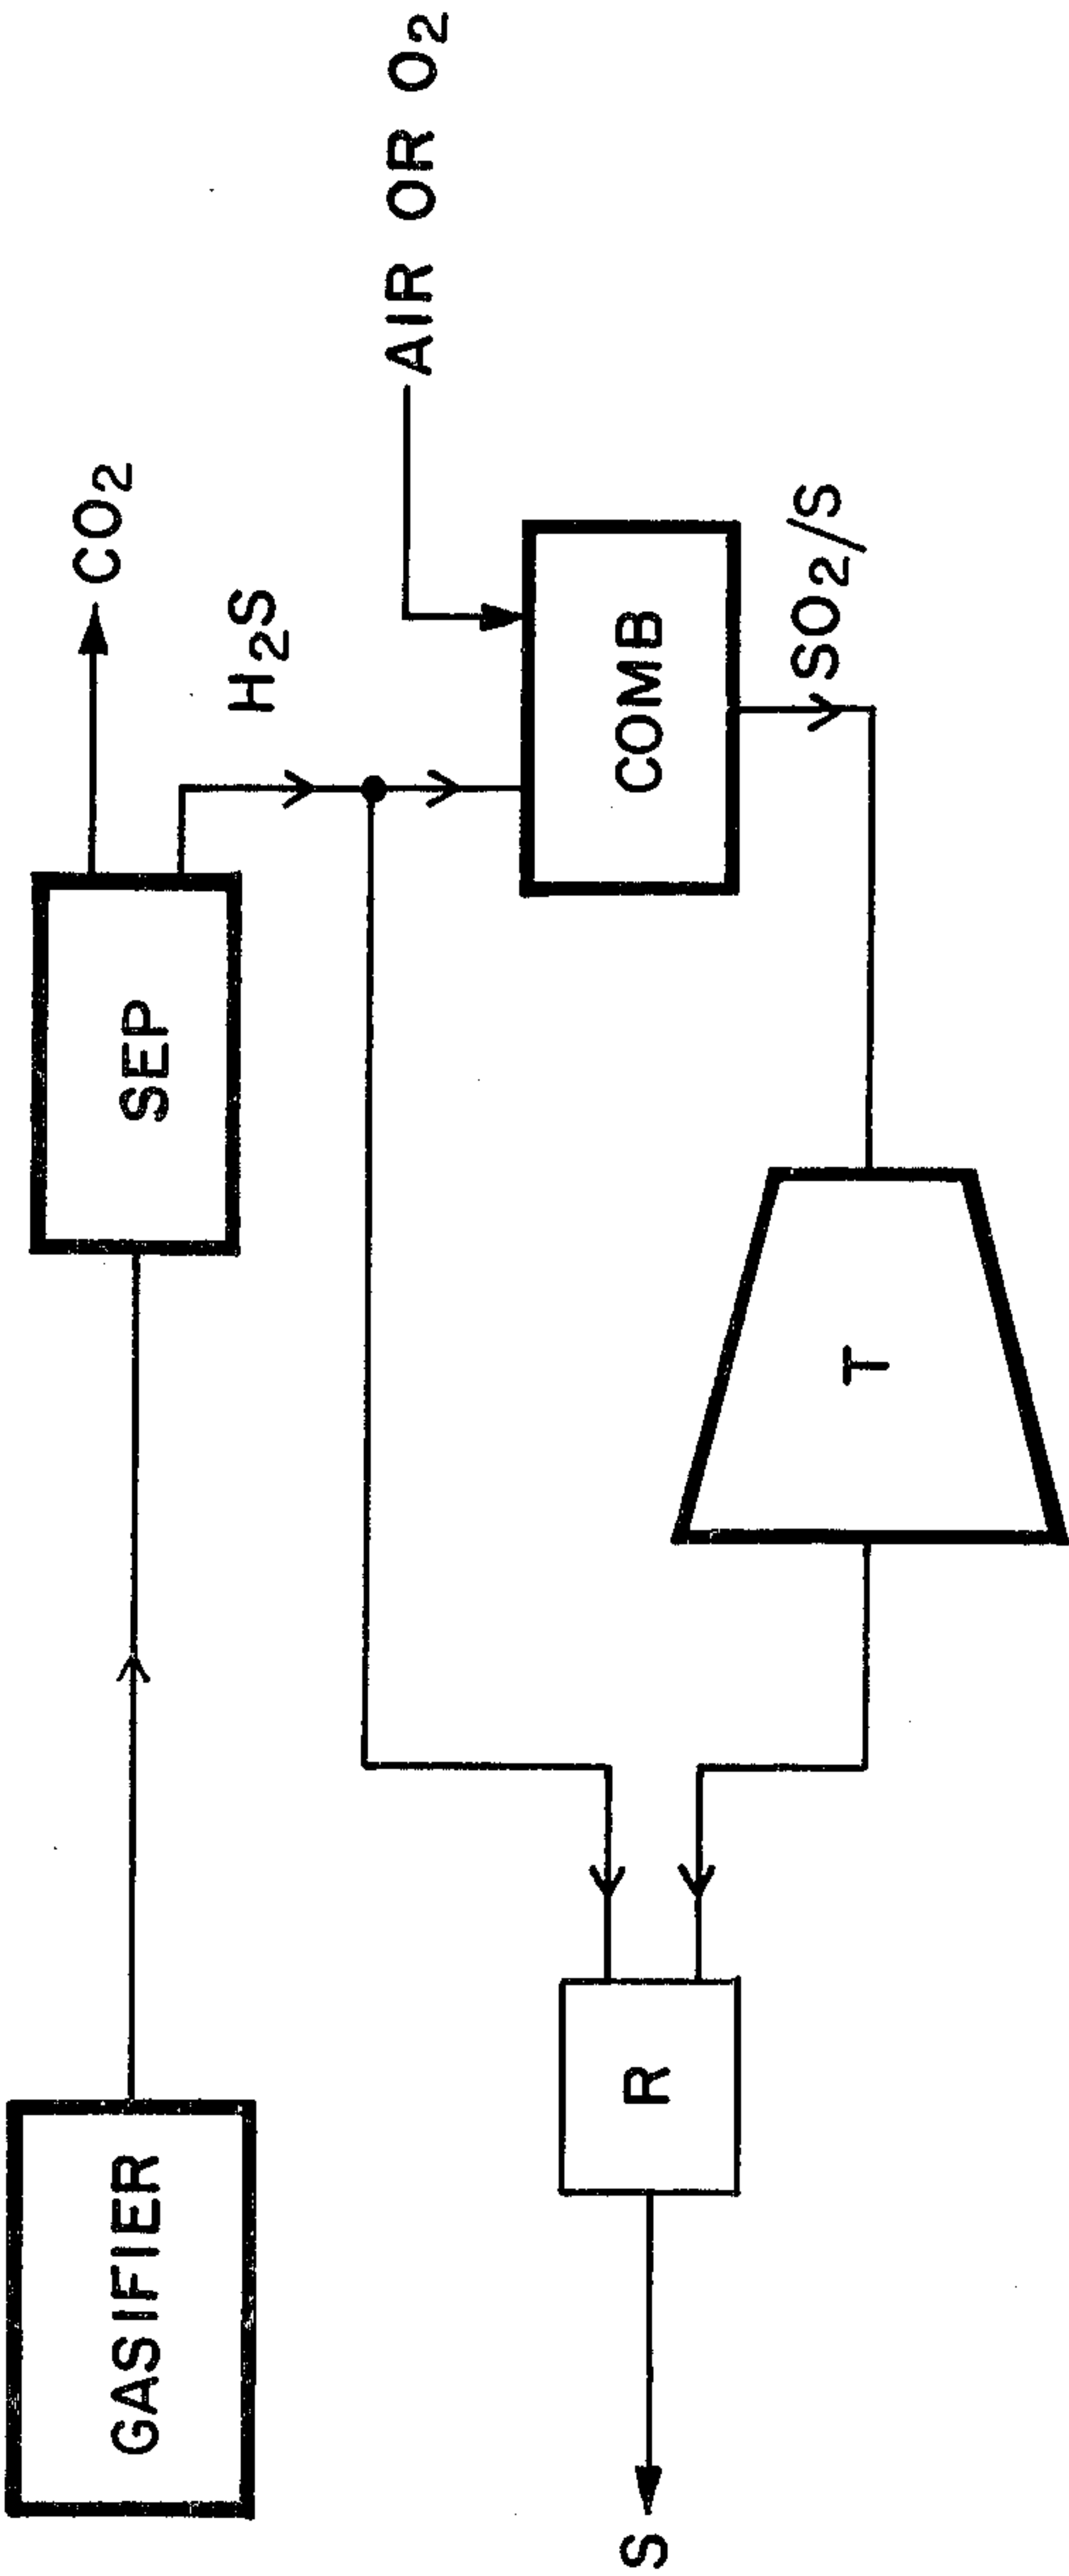 GASIFIER
SEP
CO2
H2S
AIR OR O2
COMB
SO2/S
T
R
S